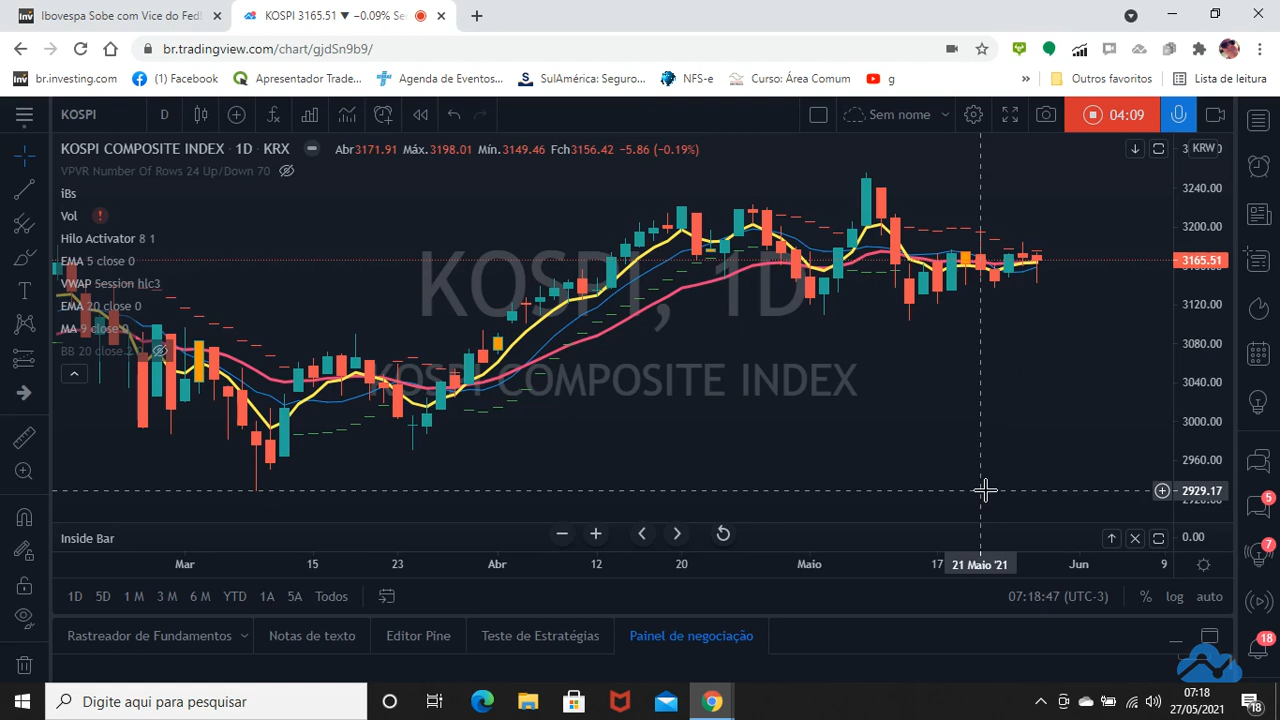 Ibovespa Sobe com Vice do Fed!
KOSPI 3165.51 ▼ −0.09% Se
br.tradingview.com/chart/gjdSn9b9/
br.investing.com
(1) Facebook
Apresentador Trade...
Agenda de Eventos...
SulAmérica: Seguro...
NFS-e
Curso: Área Comum
g
»
Outros favoritos
Lista de leitura
KOSPI
D
Sem nome
04:09
KOSPI COMPOSITE INDEX · 1D · KRX
Abr3171.91 Máx.3198.01 Mín.3149.46 Fch3156.42 −5.86 (−0.19%)
KRW
VPVR Number Of Rows 24 Up/Down 70
iBs
Vol
Hilo Activator 8 1
EMA 5 close 0
VWAP Session hlc3
EMA 20 close 0
MA 9 close 0
BB 20 close 2 0
KOSPI, 1D
KOSPI COMPOSITE INDEX
3240.00
3200.00
3165.51
3120.00
3080.00
3040.00
3000.00
2960.00
2929.17
Inside Bar
0.00
Mar
15
23
Abr
12
20
Maio
17
21 Maio '21
Jun
9
1D 5D 1 M 3 M 6 M YTD 1A 5A Todos
07:18:47 (UTC-3)
% log auto
Rastreador de Fundamentos
Notas de texto
Editor Pine
Teste de Estratégias
Painel de negociação
5
7
18
Digite aqui para pesquisar
07:18
27/05/2021
18